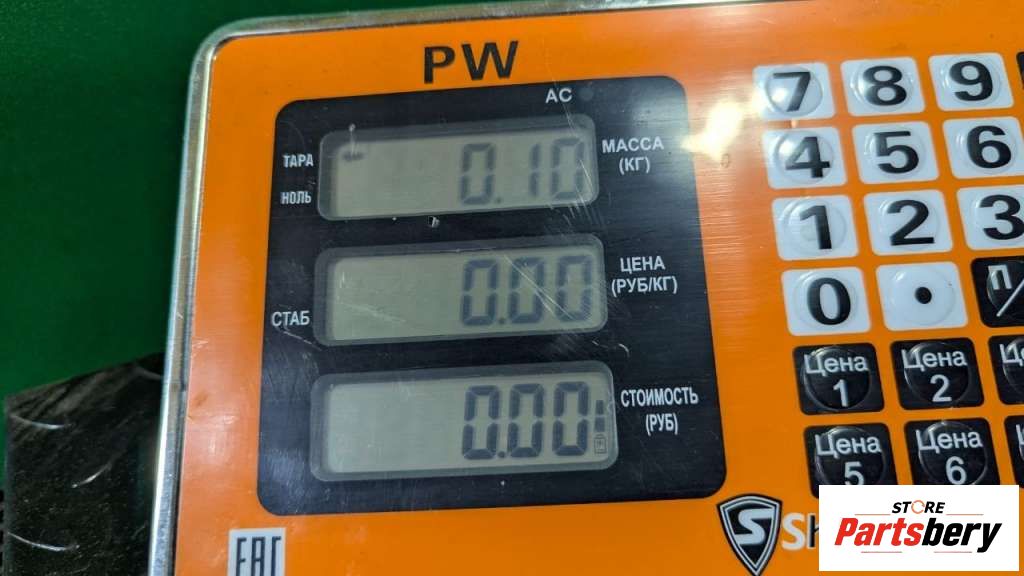 PW
AC
ТАРА
НОЛЬ
0.10
МАССА
(КГ)
СТАБ
0.00
ЦЕНА
(РУБ/КГ)
0.00
СТОИМОСТЬ
(РУБ)
7 8 9
4 5 6
1 2 3
0 .
Цена 1
Цена 2
Цена 5
Цена 6
S
EAC
STORE
Partsbery